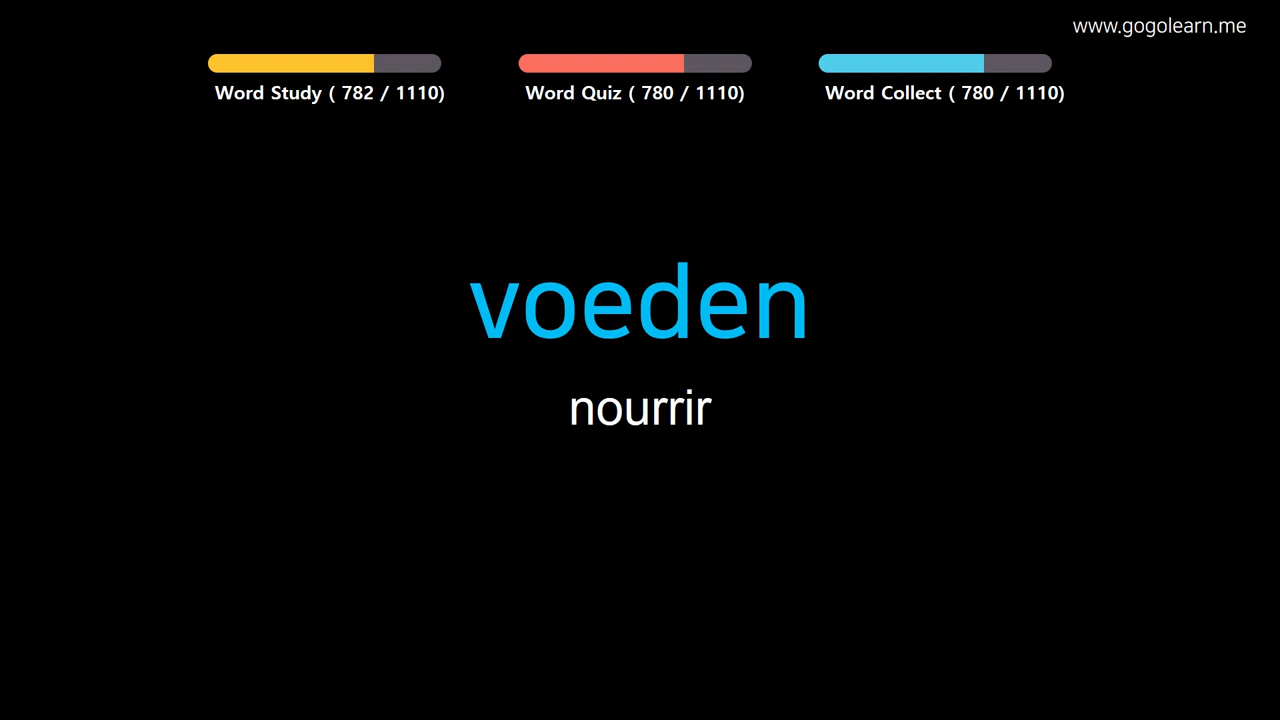 www.gogolearn.me
Word Study ( 782 / 1110)
Word Quiz ( 780 / 1110)
Word Collect ( 780 / 1110)
voeden
nourrir